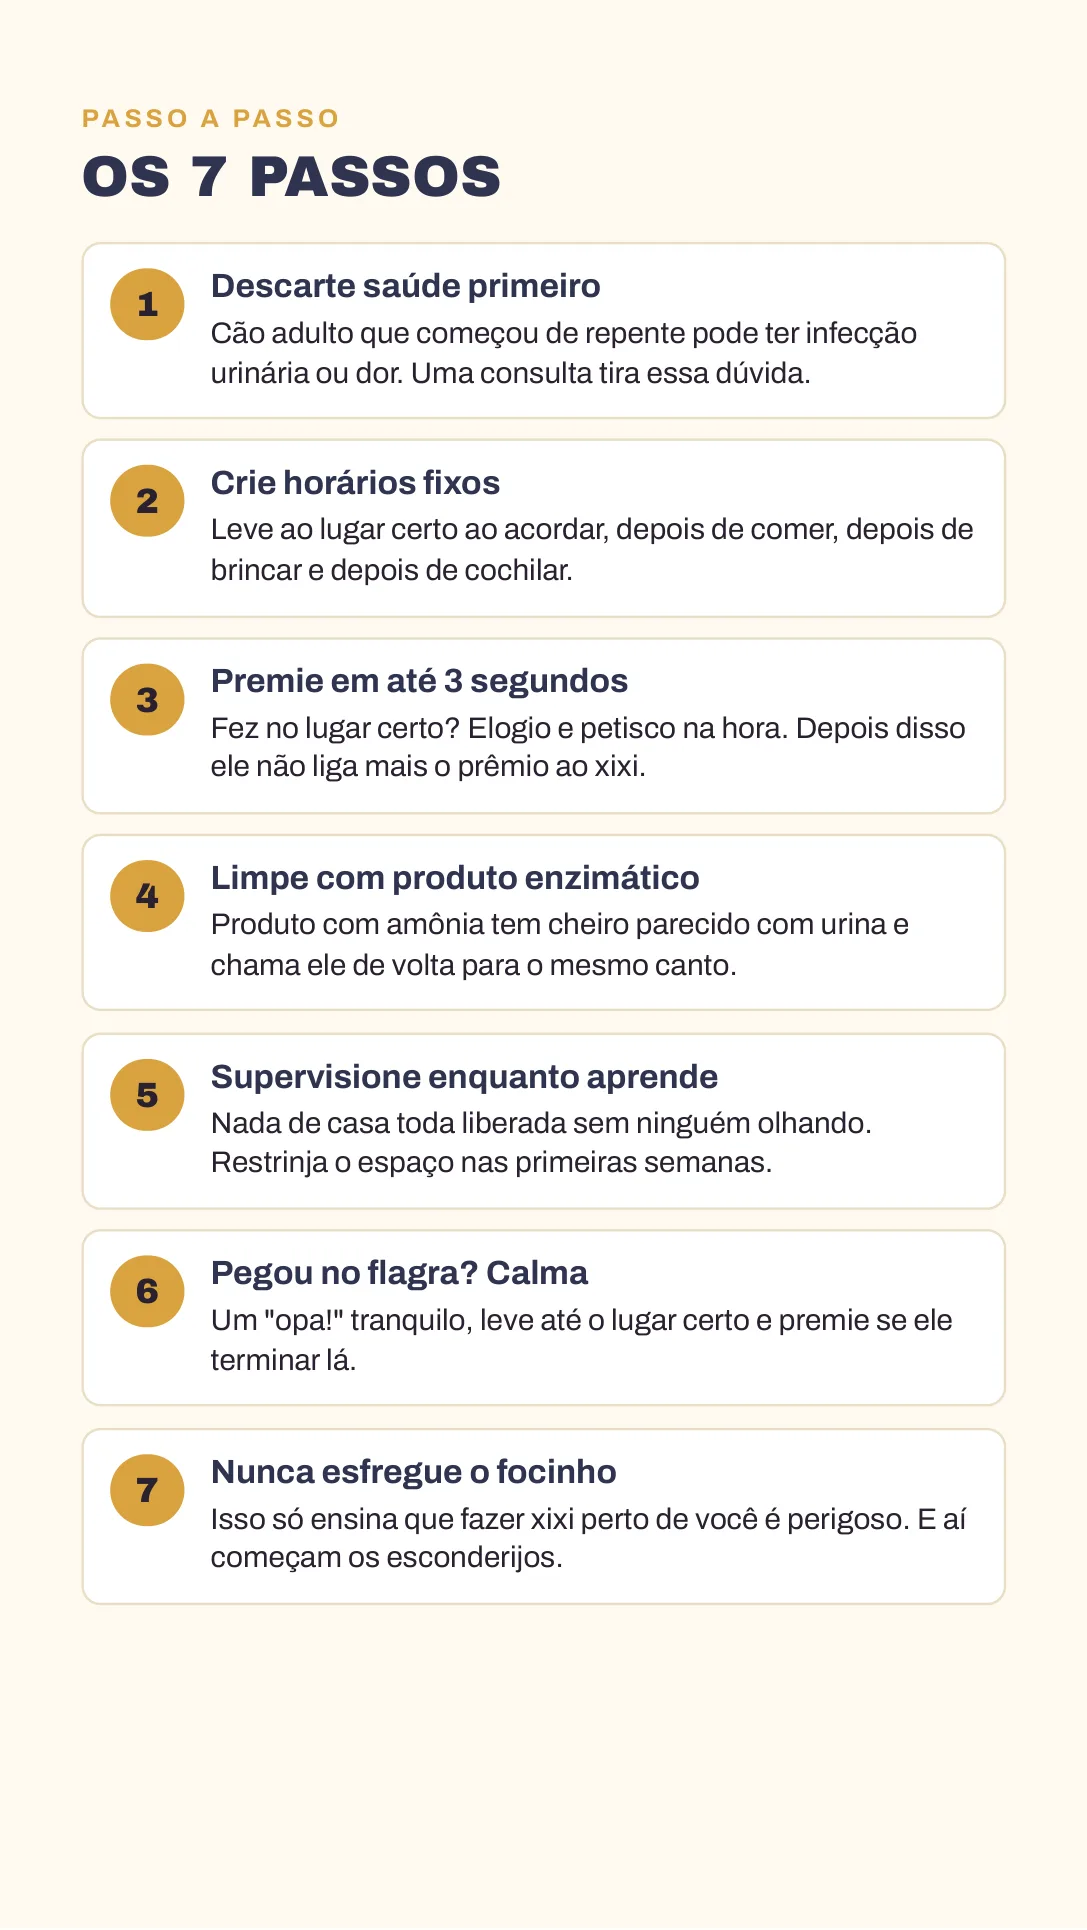 PASSO A PASSO
OS 7 PASSOS
1
Descarte saúde primeiro
Cão adulto que começou de repente pode ter infecção
urinária ou dor. Uma consulta tira essa dúvida.
2
Crie horários fixos
Leve ao lugar certo ao acordar, depois de comer, depois de
brincar e depois de cochilar.
3
Premie em até 3 segundos
Fez no lugar certo? Elogio e petisco na hora. Depois disso
ele não liga mais o prêmio ao xixi.
4
Limpe com produto enzimático
Produto com amônia tem cheiro parecido com urina e
chama ele de volta para o mesmo canto.
5
Supervisione enquanto aprende
Nada de casa toda liberada sem ninguém olhando.
Restrinja o espaço nas primeiras semanas.
6
Pegou no flagra? Calma
Um "opa!" tranquilo, leve até o lugar certo e premie se ele
terminar lá.
7
Nunca esfregue o focinho
Isso só ensina que fazer xixi perto de você é perigoso. E aí
começam os esconderijos.